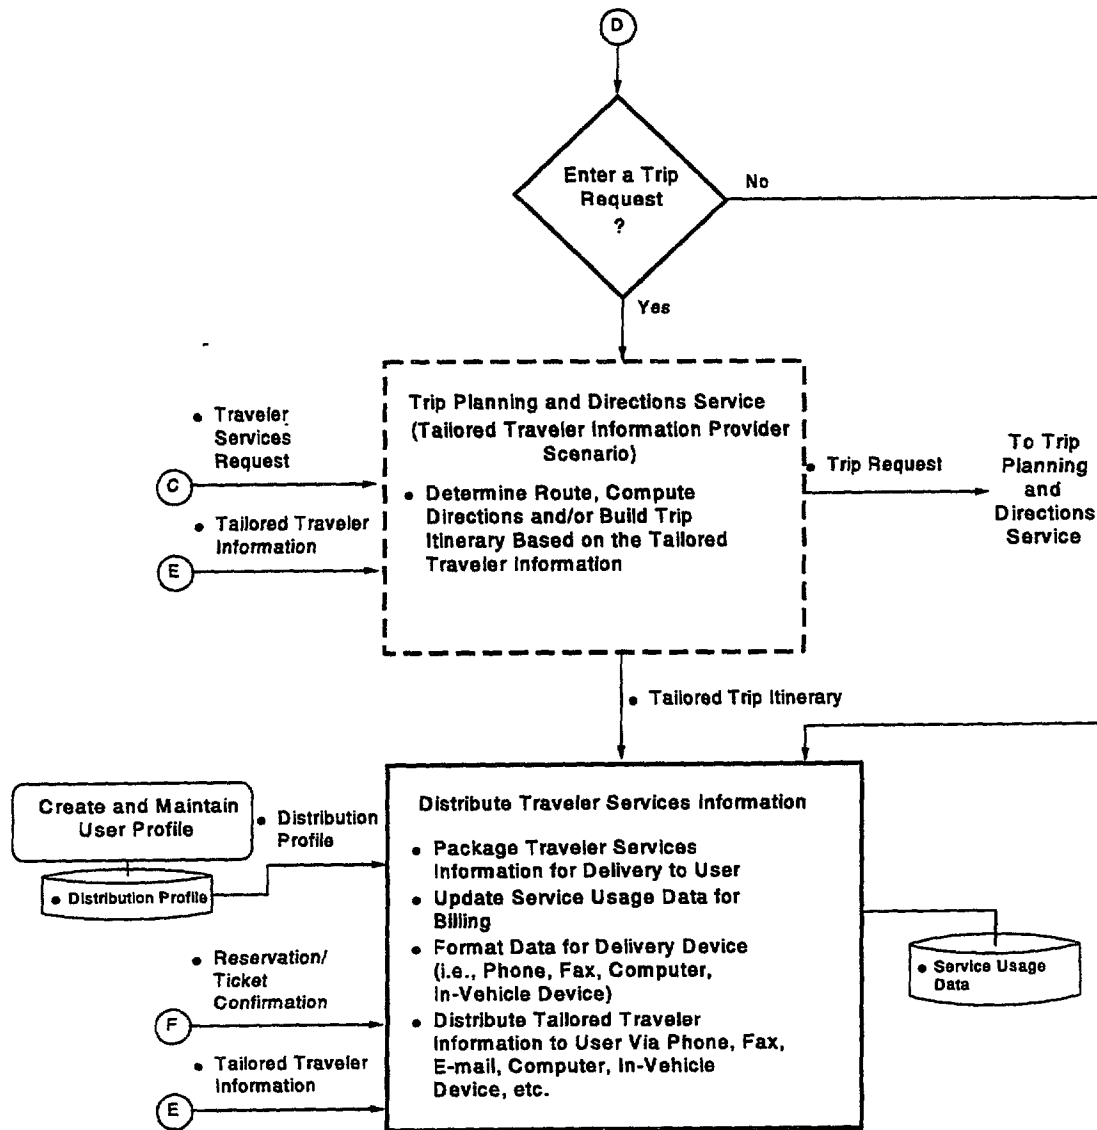 D
Enter a Trip
Request
?
No
Yes
• Traveler
Services
Request
C
• Tailored Traveler
Information
E
Trip Planning and Directions Service
(Tailored Traveler Information Provider
Scenario)
• Determine Route, Compute
Directions and/or Build Trip
Itinerary Based on the Tailored
Traveler Information
• Trip Request
To Trip
Planning
and
Directions
Service
• Tailored Trip Itinerary
Create and Maintain
User Profile
• Distribution Profile
• Distribution
Profile
• Reservation/
Ticket
Confirmation
F
• Tailored Traveler
Information
E
Distribute Traveler Services Information
• Package Traveler Services
Information for Delivery to User
• Update Service Usage Data for
Billing
• Format Data for Delivery Device
(i.e., Phone, Fax, Computer,
In-Vehicle Device)
• Distribute Tailored Traveler
Information to User Via Phone, Fax,
E-mail, Computer, In-Vehicle
Device, etc.
• Service Usage
Data